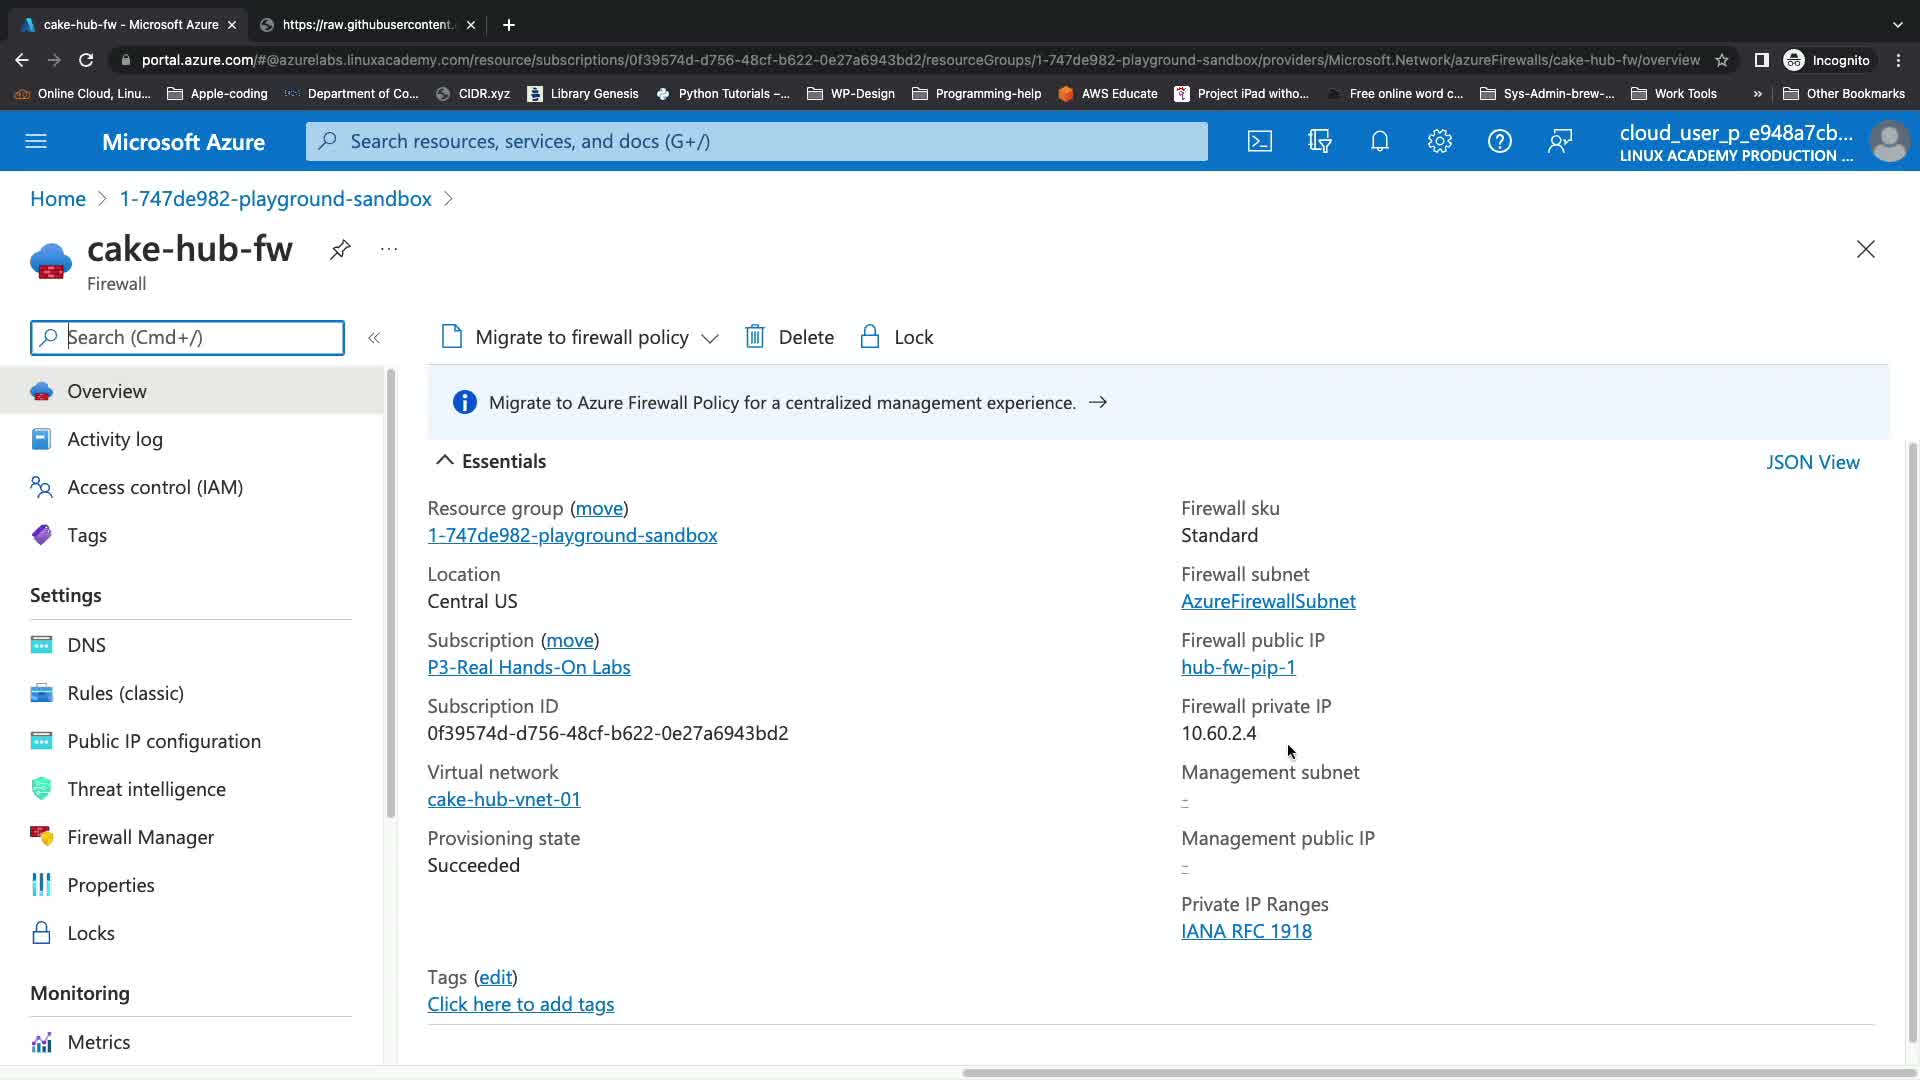 cake-hub-fw - Microsoft Azure
https://raw.githubusercontent.
portal.azure.com/#@azurelabs.linuxacademy.com/resource/subscriptions/0f39574d-d756-48cf-b622-0e27a6943bd2/resourceGroups/1-747de982-playground-sandbox/providers/Microsoft.Network/azureFirewalls/cake-hub-fw/overview
Incognito
Online Cloud, Linu...
Apple-coding
Department of Co...
CIDR.xyz
Library Genesis
Python Tutorials –...
WP-Design
Programming-help
AWS Educate
Project iPad witho...
Free online word c...
Sys-Admin-brew-...
Work Tools
»
Other Bookmarks
Microsoft Azure
Search resources, services, and docs (G+/)
cloud_user_p_e948a7cb...
LINUX ACADEMY PRODUCTION ...
Home > 1-747de982-playground-sandbox >
cake-hub-fw
...
Firewall
Search (Cmd+/)
«
Migrate to firewall policy
Delete
Lock
Overview
Activity log
Access control (IAM)
Tags
Settings
DNS
Rules (classic)
Public IP configuration
Threat intelligence
Firewall Manager
Properties
Locks
Monitoring
Metrics
Migrate to Azure Firewall Policy for a centralized management experience. →
Essentials
JSON View
Resource group (move)
1-747de982-playground-sandbox
Location
Central US
Subscription (move)
P3-Real Hands-On Labs
Subscription ID
0f39574d-d756-48cf-b622-0e27a6943bd2
Virtual network
cake-hub-vnet-01
Provisioning state
Succeeded
Firewall sku
Standard
Firewall subnet
AzureFirewallSubnet
Firewall public IP
hub-fw-pip-1
Firewall private IP
10.60.2.4
Management subnet
-
Management public IP
-
Private IP Ranges
IANA RFC 1918
Tags (edit)
Click here to add tags